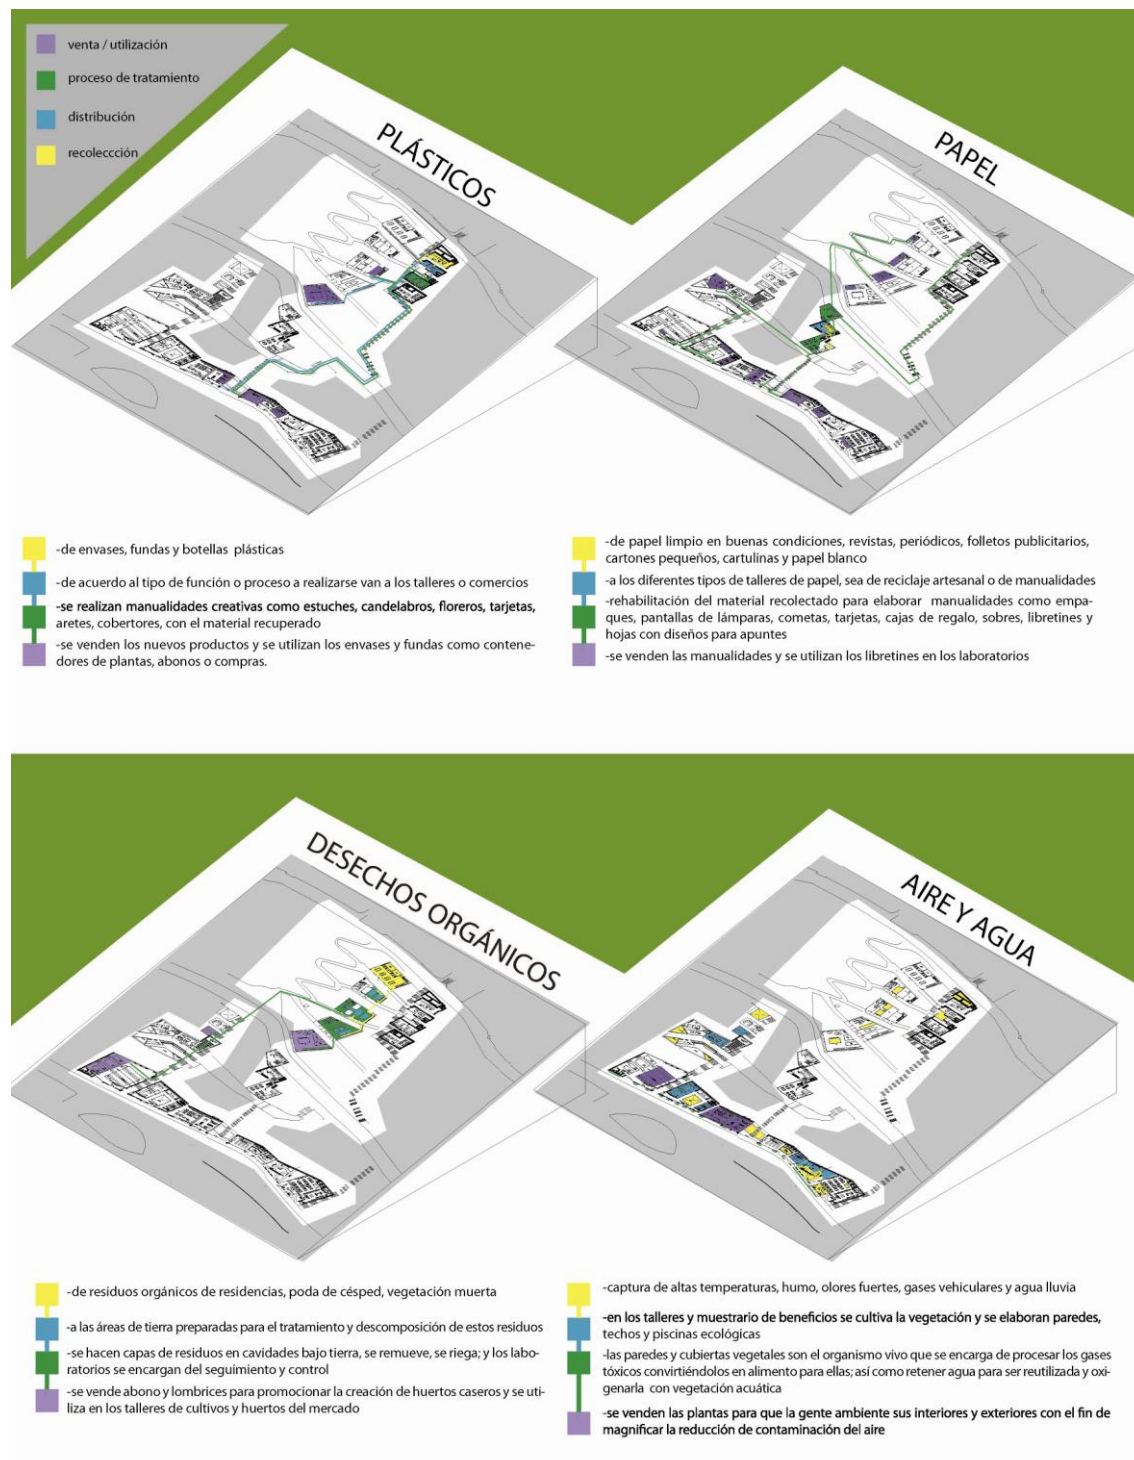 venta / utilización
proceso de tratamiento
distribución
recoleccción
PLÁSTICOS
PAPEL
-de envases, fundas y botellas plásticas
-de acuerdo al tipo de función o proceso a realizarse van a los talleres o comercios
-se realizan manualidades creativas como estuches, candelabros, floreros, tarjetas,
aretes, cobertores, con el material recuperado
-se venden los nuevos productos y se utilizan los envases y fundas como contene-
dores de plantas, abonos o compras.
-de papel limpio en buenas condiciones, revistas, periódicos, folletos publicitarios,
cartones pequeños, cartulinas y papel blanco
-a los diferentes tipos de talleres de papel, sea de reciclaje artesanal o de manualidades
-rehabilitación del material recolectado para elaborar manualidades como empa-
ques, pantallas de lámparas, cometas, tarjetas, cajas de regalo, sobres, libretines y
hojas con diseños para apuntes
-se venden las manualidades y se utilizan los libretines en los laboratorios
DESECHOS ORGÁNICOS
AIRE Y AGUA
-de residuos orgánicos de residencias, poda de césped, vegetación muerta
-a las áreas de tierra preparadas para el tratamiento y descomposición de estos residuos
-se hacen capas de residuos en cavidades bajo tierra, se remueve, se riega; y los labo-
ratorios se encargan del seguimiento y control
-se vende abono y lombrices para promocionar la creación de huertos caseros y se uti-
liza en los talleres de cultivos y huertos del mercado
-captura de altas temperaturas, humo, olores fuertes, gases vehiculares y agua lluvia
-en los talleres y muestrario de beneficios se cultiva la vegetación y se elaboran paredes,
techos y piscinas ecológicas
-las paredes y cubiertas vegetales son el organismo vivo que se encarga de procesar los gases
tóxicos convirtiéndolos en alimento para ellas; así como retener agua para ser reutilizada y oxi-
genarla con vegetación acuática
-se venden las plantas para que la gente ambiente sus interiores y exteriores con el fin de
magnificar la reducción de contaminación del aire